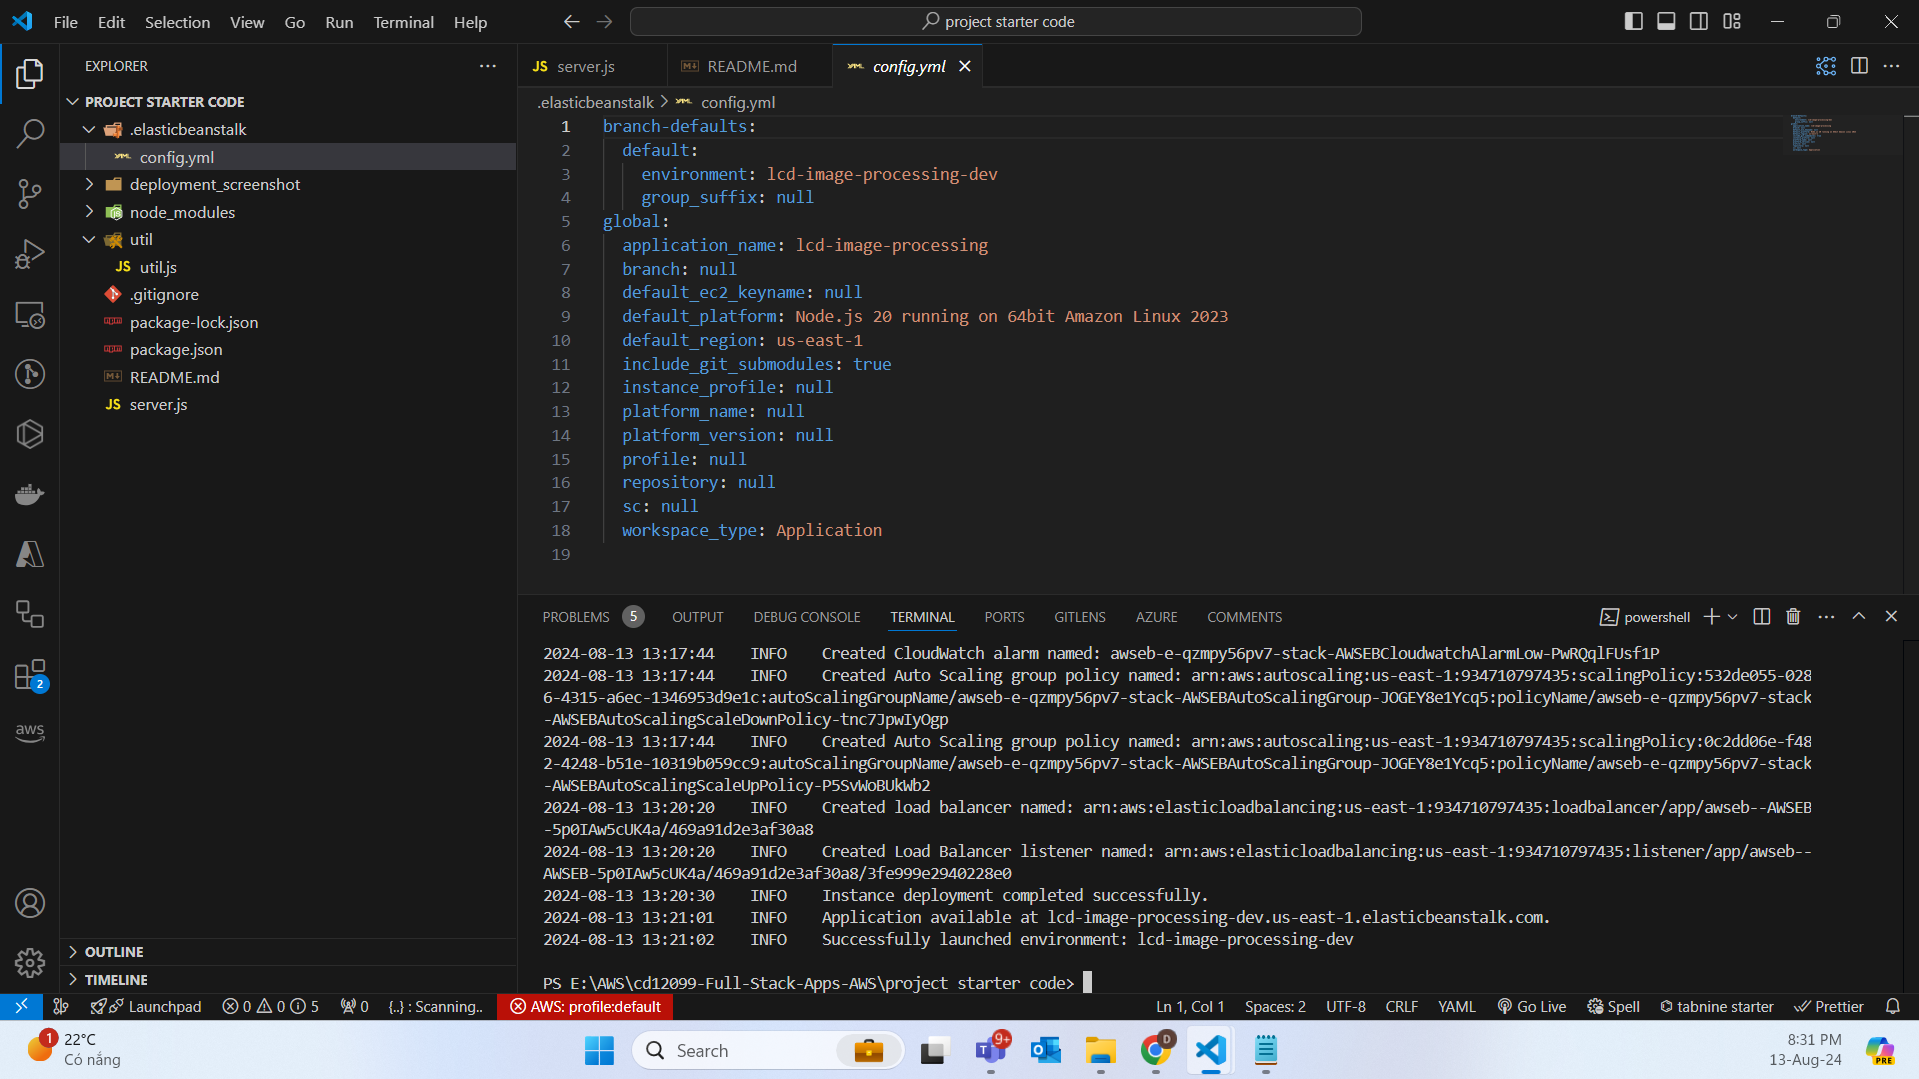 File Edit Selection View Go Run Terminal Help
project starter code
EXPLORER
PROJECT STARTER CODE
.elasticbeanstalk
config.yml
deployment_screenshot
node_modules
util
JS util.js
.gitignore
package-lock.json
package.json
README.md
JS server.js
OUTLINE
TIMELINE
2
aws
JS server.js
README.md
config.yml
.elasticbeanstalk > config.yml
1 branch-defaults:
2 default:
3 environment: lcd-image-processing-dev
4 group_suffix: null
5 global:
6 application_name: lcd-image-processing
7 branch: null
8 default_ec2_keyname: null
9 default_platform: Node.js 20 running on 64bit Amazon Linux 2023
10 default_region: us-east-1
11 include_git_submodules: true
12 instance_profile: null
13 platform_name: null
14 platform_version: null
15 profile: null
16 repository: null
17 sc: null
18 workspace_type: Application
19
PROBLEMS 5 OUTPUT DEBUG CONSOLE TERMINAL PORTS GITLENS AZURE COMMENTS
powershell
2024-08-13 13:17:44 INFO Created CloudWatch alarm named: awseb-e-qzmpy56pv7-stack-AWSEBCloudwatchAlarmLow-PwRQqlFUsf1P
2024-08-13 13:17:44 INFO Created Auto Scaling group policy named: arn:aws:autoscaling:us-east-1:934710797435:scalingPolicy:532de055-028
6-4315-a6ec-1346953d9e1c:autoScalingGroupName/awseb-e-qzmpy56pv7-stack-AWSEBAutoScalingGroup-JOGEY8e1Ycq5:policyName/awseb-e-qzmpy56pv7-stack
-AWSEBAutoScalingScaleDownPolicy-tnc7JpwIyOgp
2024-08-13 13:17:44 INFO Created Auto Scaling group policy named: arn:aws:autoscaling:us-east-1:934710797435:scalingPolicy:0c2dd06e-f48
2-4248-b51e-10319b059cc9:autoScalingGroupName/awseb-e-qzmpy56pv7-stack-AWSEBAutoScalingGroup-JOGEY8e1Ycq5:policyName/awseb-e-qzmpy56pv7-stack
-AWSEBAutoScalingScaleUpPolicy-P5SvWoBUkWb2
2024-08-13 13:20:20 INFO Created load balancer named: arn:aws:elasticloadbalancing:us-east-1:934710797435:loadbalancer/app/awseb--AWSEB
-5p0IAw5cUK4a/469a91d2e3af30a8
2024-08-13 13:20:20 INFO Created Load Balancer listener named: arn:aws:elasticloadbalancing:us-east-1:934710797435:listener/app/awseb--
AWSEB-5p0IAw5cUK4a/469a91d2e3af30a8/3fe999e2940228e0
2024-08-13 13:20:30 INFO Instance deployment completed successfully.
2024-08-13 13:21:01 INFO Application available at lcd-image-processing-dev.us-east-1.elasticbeanstalk.com.
2024-08-13 13:21:02 INFO Successfully launched environment: lcd-image-processing-dev
PS E:\AWS\cd12099-Full-Stack-Apps-AWS\project starter code>
Launchpad 0 0 5 0 {..} : Scanning.. AWS: profile:default Ln 1, Col 1 Spaces: 2 UTF-8 CRLF YAML Go Live Spell tabnine starter Prettier
1 22°C
Có nắng
Search
9+
D
PRE
8:31 PM
13-Aug-24